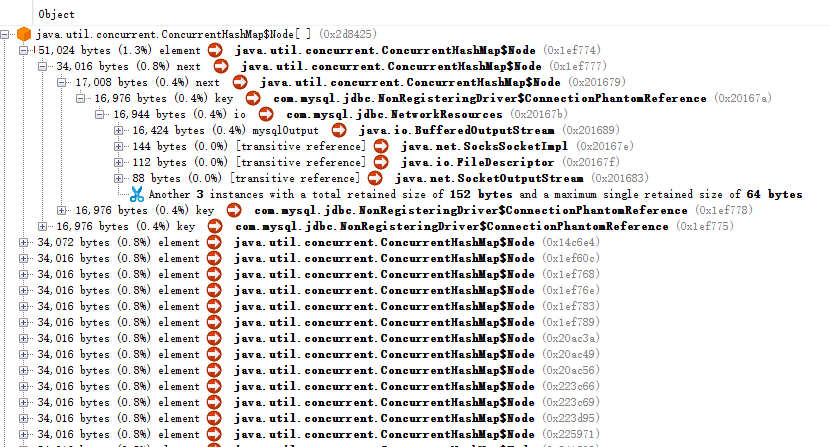 Object
java.util.concurrent.ConcurrentHashMap$Node[ ] (0x2d8425)
51,024 bytes (1.3%) element java.util.concurrent.ConcurrentHashMap$Node (0x1ef774)
34,016 bytes (0.8%) next java.util.concurrent.ConcurrentHashMap$Node (0x1ef777)
17,008 bytes (0.4%) next java.util.concurrent.ConcurrentHashMap$Node (0x201679)
16,976 bytes (0.4%) key com.mysql.jdbc.NonRegisteringDriver$ConnectionPhantomReference (0x20167a)
16,944 bytes (0.4%) io com.mysql.jdbc.NetworkResources (0x20167b)
16,424 bytes (0.4%) mysqlOutput java.io.BufferedOutputStream (0x201689)
144 bytes (0.0%) [transitive reference] java.net.SocksSocketImpl (0x20167e)
112 bytes (0.0%) [transitive reference] java.io.FileDescriptor (0x20167f)
88 bytes (0.0%) [transitive reference] java.net.SocketOutputStream (0x201683)
Another 3 instances with a total retained size of 152 bytes and a maximum single retained size of 64 bytes
16,976 bytes (0.4%) key com.mysql.jdbc.NonRegisteringDriver$ConnectionPhantomReference (0x1ef778)
16,976 bytes (0.4%) key com.mysql.jdbc.NonRegisteringDriver$ConnectionPhantomReference (0x1ef775)
34,072 bytes (0.8%) element java.util.concurrent.ConcurrentHashMap$Node (0x14c6e4)
34,016 bytes (0.8%) element java.util.concurrent.ConcurrentHashMap$Node (0x1ef60c)
34,016 bytes (0.8%) element java.util.concurrent.ConcurrentHashMap$Node (0x1ef768)
34,016 bytes (0.8%) element java.util.concurrent.ConcurrentHashMap$Node (0x1ef76e)
34,016 bytes (0.8%) element java.util.concurrent.ConcurrentHashMap$Node (0x1ef783)
34,016 bytes (0.8%) element java.util.concurrent.ConcurrentHashMap$Node (0x1ef789)
34,016 bytes (0.8%) element java.util.concurrent.ConcurrentHashMap$Node (0x20ac3a)
34,016 bytes (0.8%) element java.util.concurrent.ConcurrentHashMap$Node (0x20ac49)
34,016 bytes (0.8%) element java.util.concurrent.ConcurrentHashMap$Node (0x20ac56)
34,016 bytes (0.8%) element java.util.concurrent.ConcurrentHashMap$Node (0x223c66)
34,016 bytes (0.8%) element java.util.concurrent.ConcurrentHashMap$Node (0x223c69)
34,016 bytes (0.8%) element java.util.concurrent.ConcurrentHashMap$Node (0x223d95)
34,016 bytes (0.8%) element java.util.concurrent.ConcurrentHashMap$Node (0x225971)